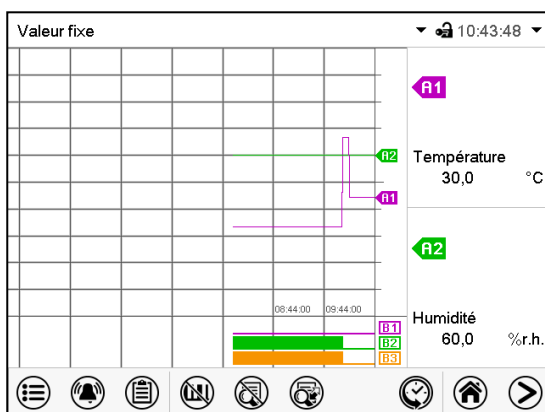 Valeur fixe
10:43:48
A1
A2
Température
30,0 °C
A1
A2
08:44:00 09:44:00
Humidité
B1
60,0 %r.h.
B2
B3